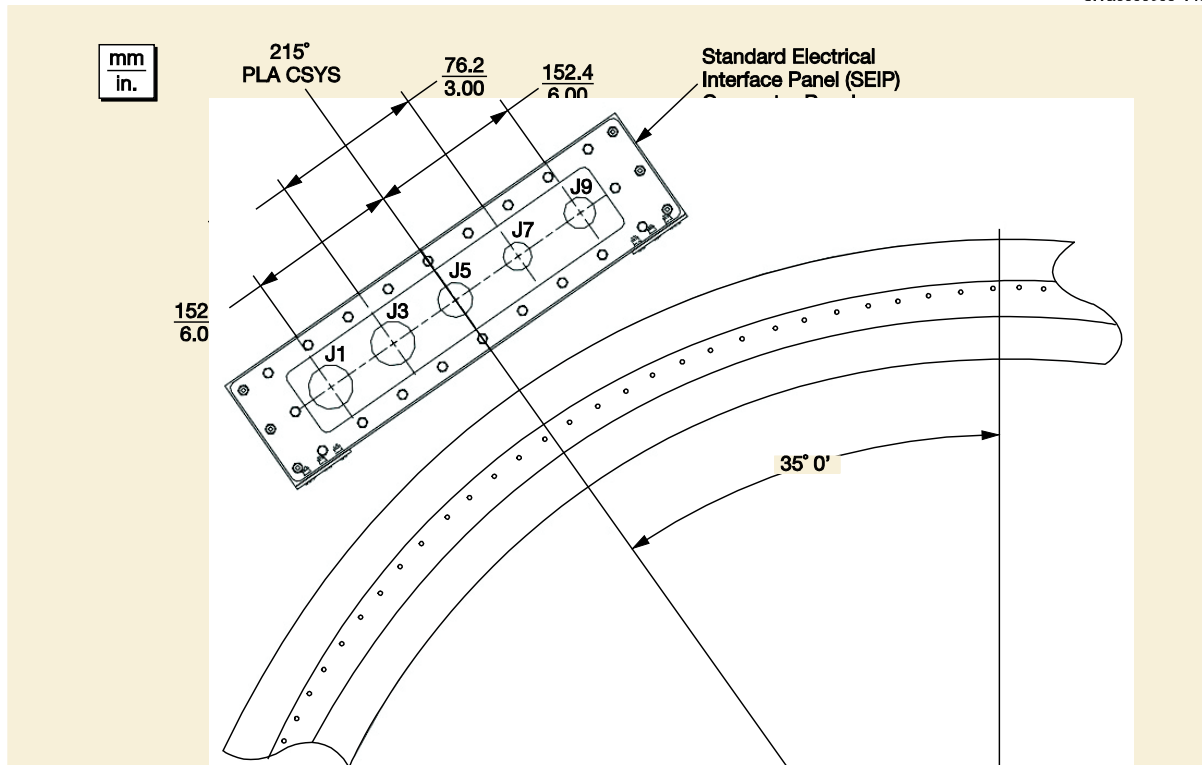 mm
in.
215°
PLA CSYS
76.2
3.00
152.4
6.00
Standard Electrical
Interface Panel (SEIP)
J9
J7
J5
J3
J1
152
6.0
35° 0'